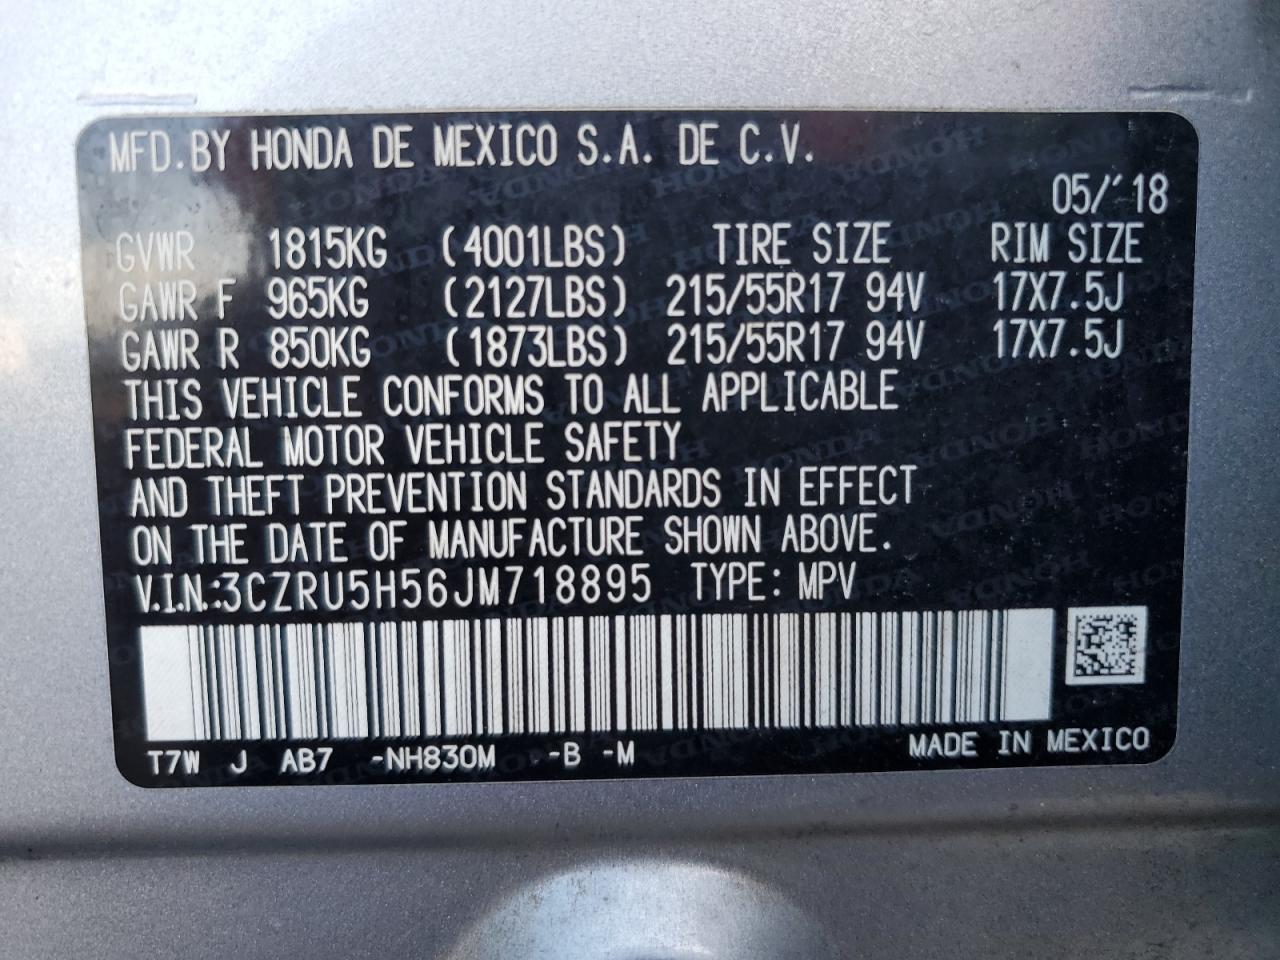 MFD.BY HONDA DE MEXICO S.A. DE C.V.
05/18
GVWR 1815KG (4001LBS) TIRE SIZE RIM SIZE
GAWR F 965KG (2127LBS) 215/55R17 94V 17X7.5J
GAWR R 850KG (1873LBS) 215/55R17 94V 17X7.5J
THIS VEHICLE CONFORMS TO ALL APPLICABLE
FEDERAL MOTOR VEHICLE SAFETY
AND THEFT PREVENTION STANDARDS IN EFFECT
ON THE DATE OF MANUFACTURE SHOWN ABOVE.
V.I.N.:3CZRU5H56JM718895 TYPE: MPV
T7W J AB7 -NH830M -B -M MADE IN MEXICO